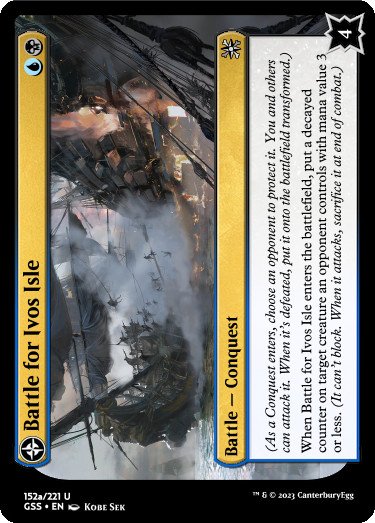 Battle for Ivos Isle
Battle — Conquest
(As a Conquest enters, choose an opponent to protect it. You and others
can attack it. When it's defeated, put it onto the battlefield transformed.)
When Battle for Ivos Isle enters the battlefield, put a decayed
counter on target creature an opponent controls with mana value 3
or less. (It can't block. When it attacks, sacrifice it at end of combat.)
4
152a/221 U
GSS • EN Kobe Sek
™ & © 2023 CanterburyEgg